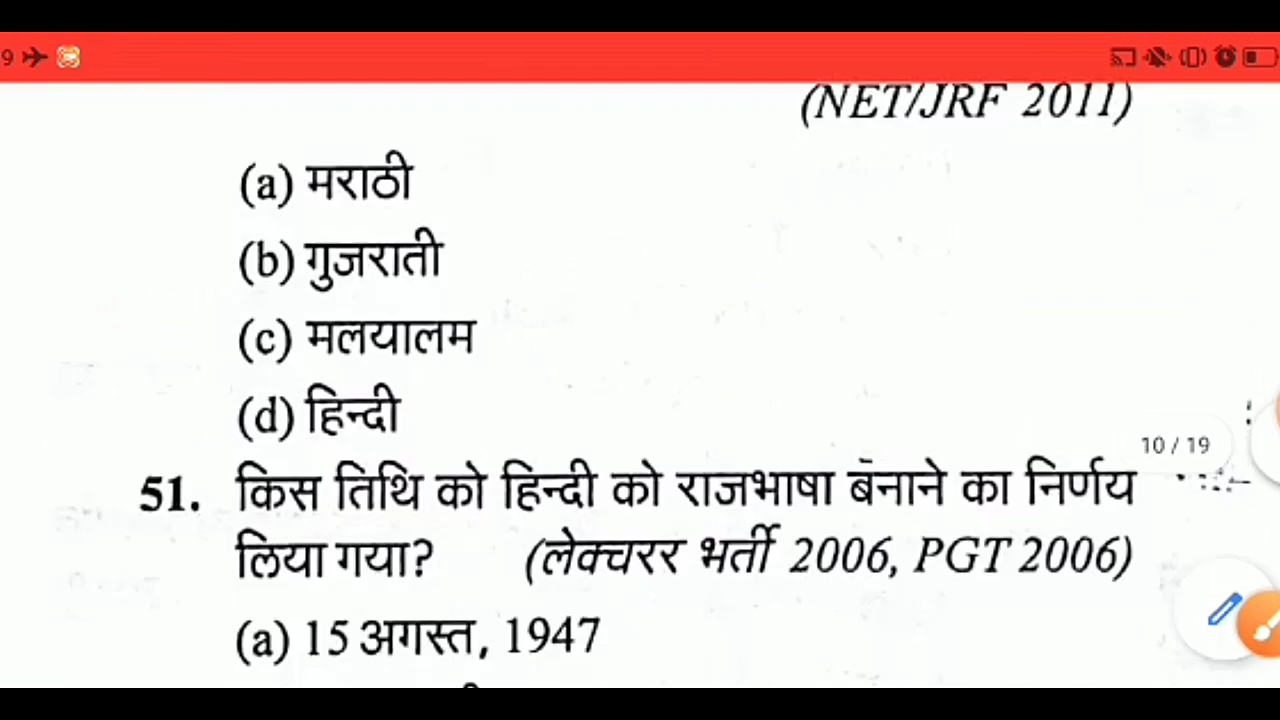 9
(NET/JRF 2011)
(a) मराठी
(b) गुजराती
(c) मलयालम
(d) हिन्दी
10 / 19
51. किस तिथि को हिन्दी को राजभाषा बनाने का निर्णय
लिया गया? (लेक्चरर भर्ती 2006, PGT 2006)
(a) 15 अगस्त, 1947